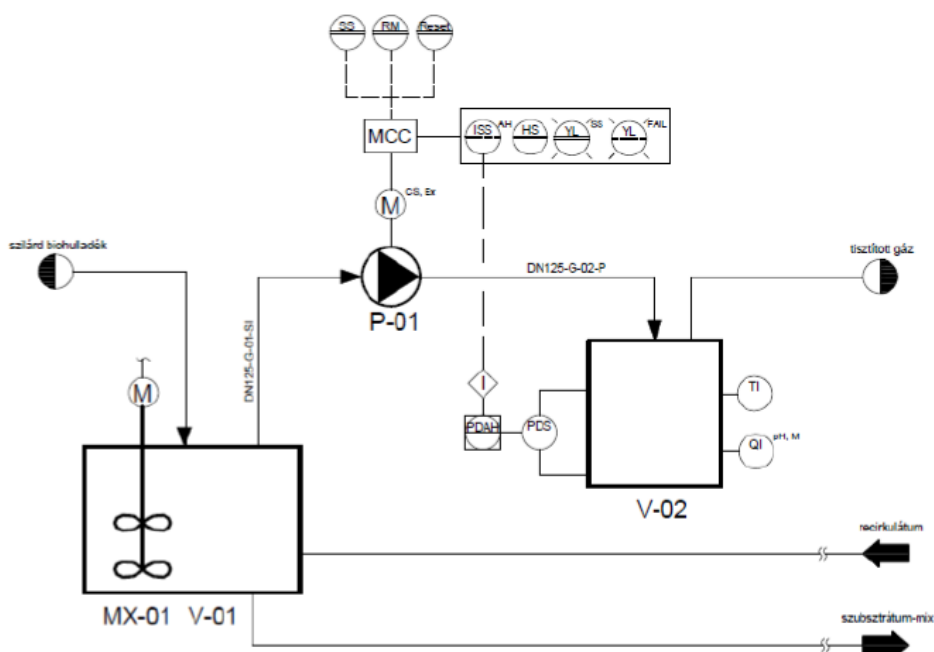 SS
RM
Reset
MCC
ISS
AH
HS
YL
SS
YL
FAIL
M
CS, Ex
szilárd biohulladék
tisztított gáz
DN125-G-02-P
P-01
DN125-G-01-SI
M
I
PDAH
PDS
TI
QI
pH, M
V-02
recirkulátum
MX-01 V-01
szubsztrátum-mix